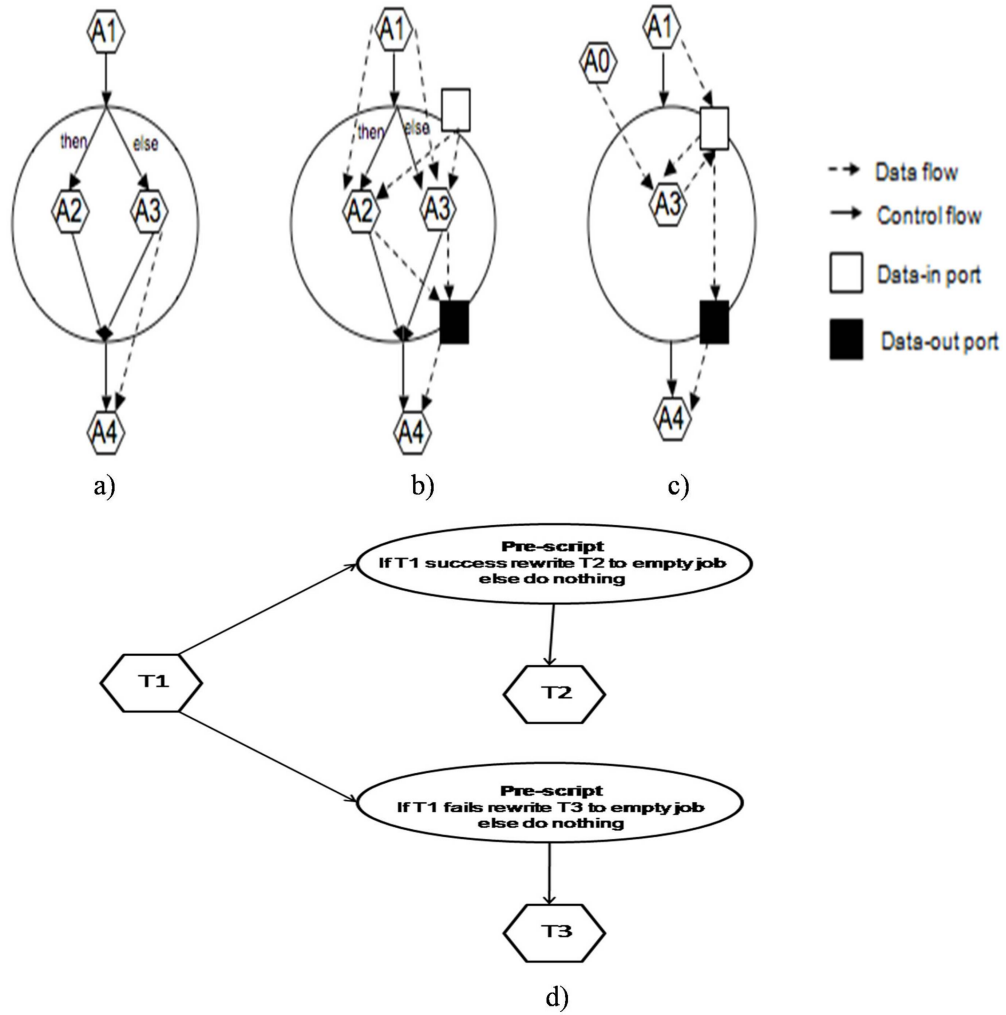 A1
then
else
A2
A3
A4
a)
A1
then
else
A2
A3
A4
b)
A1
A0
A3
A4
c)
Data flow
Control flow
Data-in port
Data-out port
Pre-script
If T1 success rewrite T2 to empty job
else do nothing
T1
T2
Pre-script
If T1 fails rewrite T3 to empty job
else do nothing
T3
d)